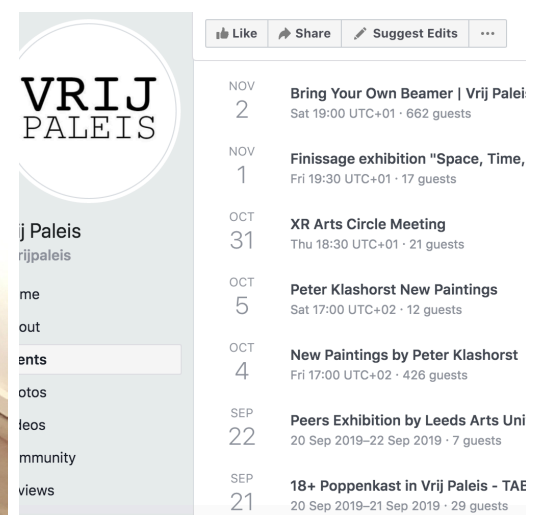 VRIJ
PALEIS
ij Paleis
rijpaleis
me
out
ents
otos
deos
mmunity
views
Like
Share
Suggest Edits
...
NOV
2
Bring Your Own Beamer | Vrij Paleis
Sat 19:00 UTC+01 · 662 guests
NOV
1
Finissage exhibition "Space, Time,
Fri 19:30 UTC+01 · 17 guests
OCT
31
XR Arts Circle Meeting
Thu 18:30 UTC+01 · 21 guests
OCT
5
Peter Klashorst New Paintings
Sat 17:00 UTC+02 · 12 guests
OCT
4
New Paintings by Peter Klashorst
Fri 17:00 UTC+02 · 426 guests
SEP
22
Peers Exhibition by Leeds Arts Uni
20 Sep 2019–22 Sep 2019 · 7 guests
SEP
21
18+ Poppenkast in Vrij Paleis - TAB
20 Sep 2019–21 Sep 2019 · 29 guests